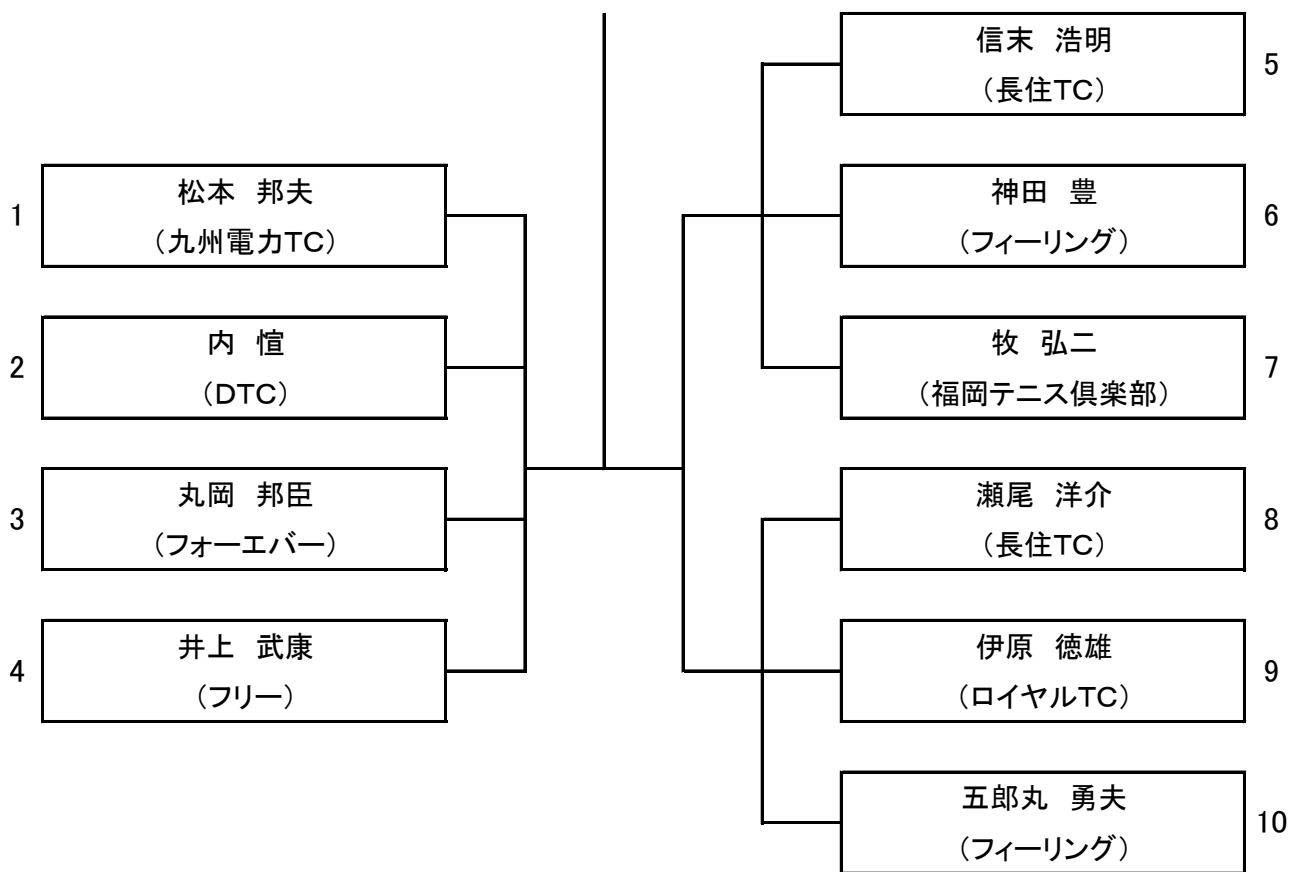 1
松本　邦夫
（九州電力TC）
2
内　愃
（DTC）
3
丸岡　邦臣
（フォーエバー）
4
井上　武康
（フリー）
信末　浩明
（長住TC）
5
神田　豊
（フィーリング）
6
牧　弘二
（福岡テニス倶楽部）
7
瀬尾　洋介
（長住TC）
8
伊原　徳雄
（ロイヤルTC）
9
五郎丸　勇夫
（フィーリング）
10